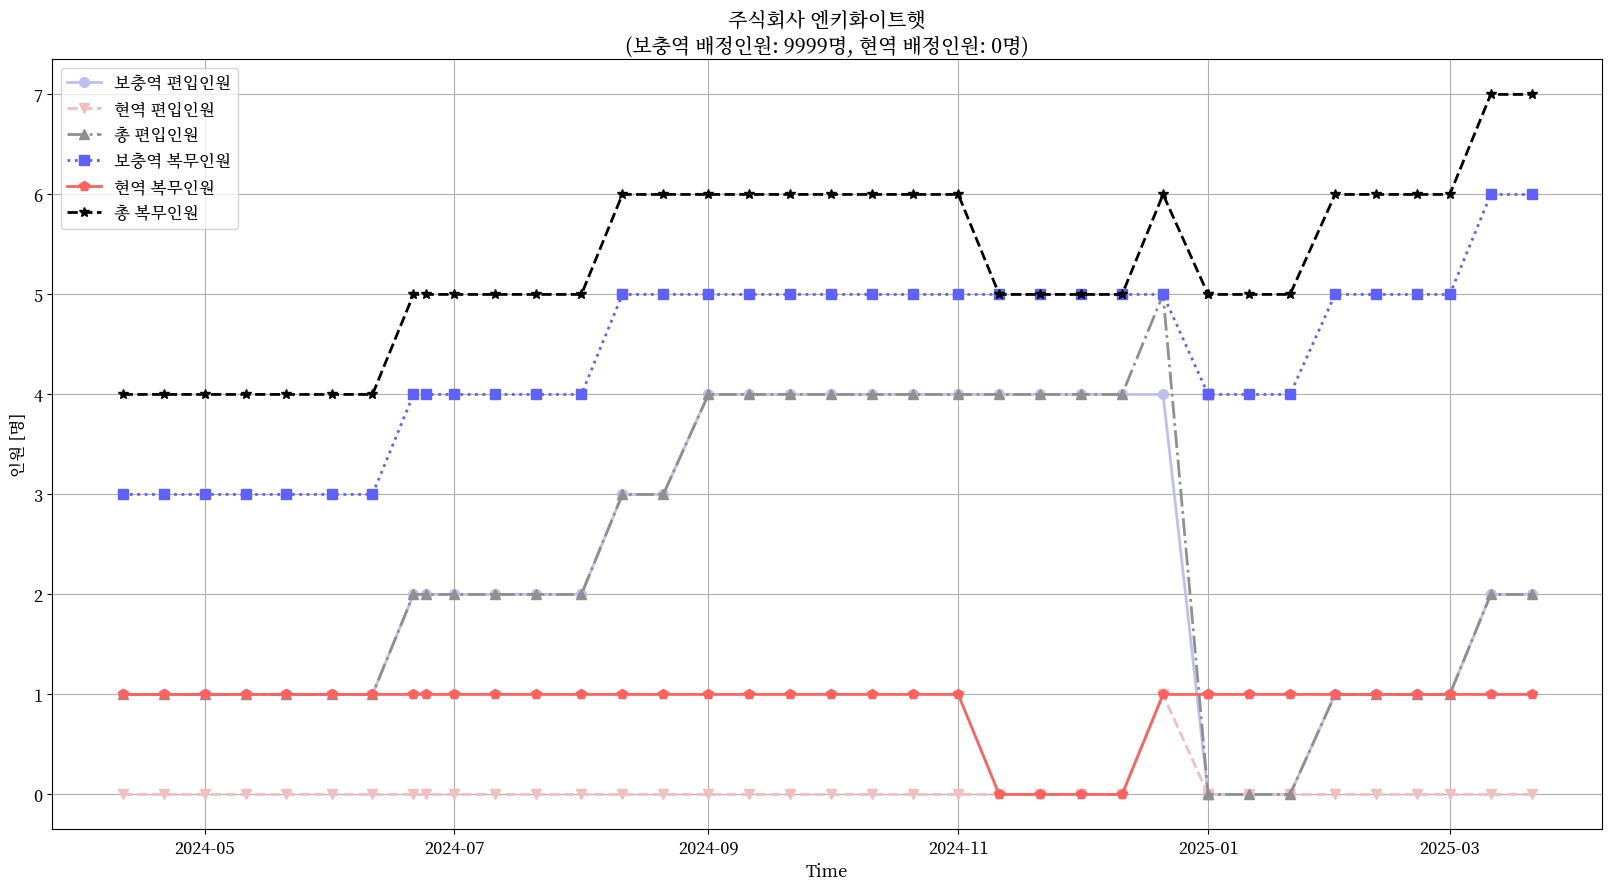 주식회사 엔키화이트햇
(보충역 배정인원: 9999명, 현역 배정인원: 0명)
보충역 편입인원
현역 편입인원
총 편입인원
보충역 복무인원
현역 복무인원
총 복무인원
7
6
5
4
3
2
1
0
인원 [명]
2024-05
2024-07
2024-09
2024-11
2025-01
2025-03
Time